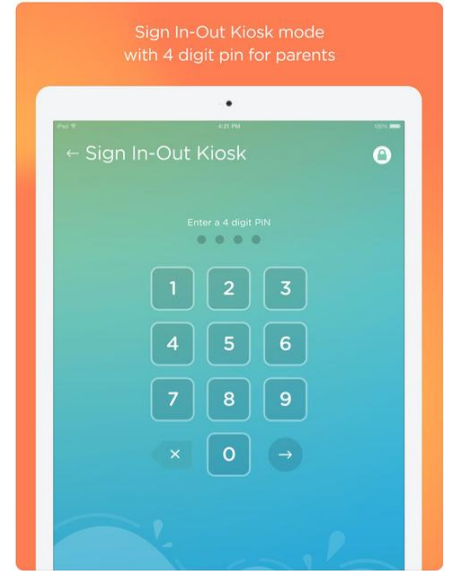 Sign In-Out Kiosk mode
with 4 digit pin for parents
iPad 4:21 PM 100%
← Sign In-Out Kiosk
Enter a 4 digit PIN
1 2 3
4 5 6
7 8 9
× 0 →